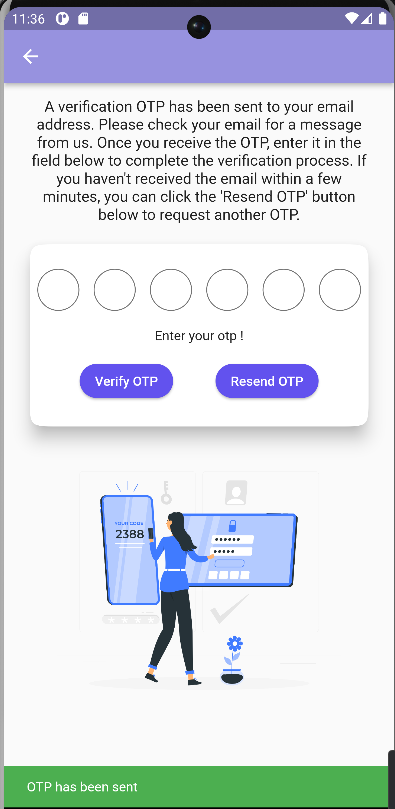 11:36
A verification OTP has been sent to your email
address. Please check your email for a message
from us. Once you receive the OTP, enter it in the
field below to complete the verification process. If
you haven't received the email within a few
minutes, you can click the 'Resend OTP' button
below to request another OTP.
Enter your otp !
Verify OTP
Resend OTP
YOUR CODE
2388
OTP has been sent